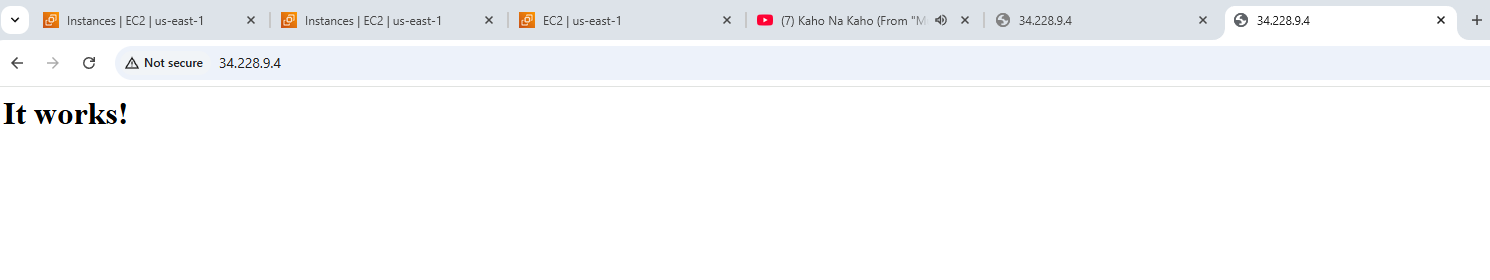 Instances | EC2 | us-east-1
Instances | EC2 | us-east-1
EC2 | us-east-1
(7) Kaho Na Kaho (From "M
34.228.9.4
34.228.9.4
Not secure 34.228.9.4
It works!